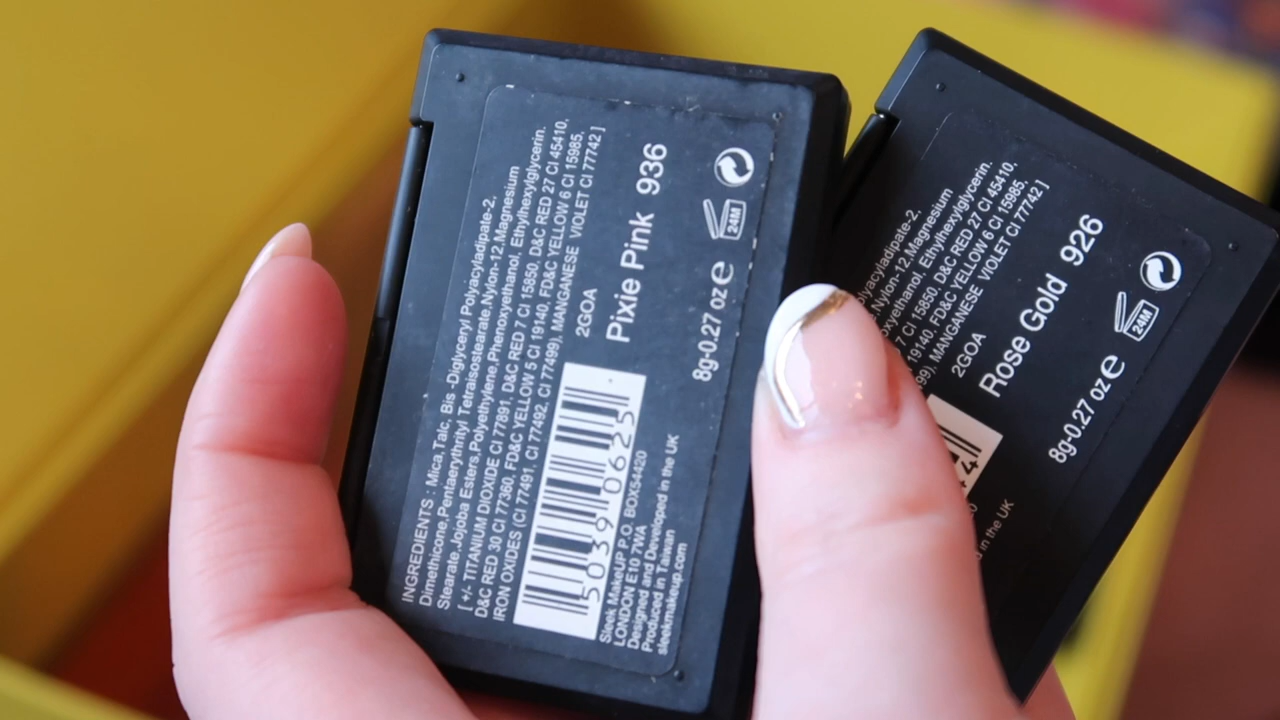 INGREDIENTS : Mica,Talc, Bis -Diglyceryl Polyacyladipate-2,
Dimethicone,Pentaerythrityl Tetraisostearate,Nylon-12,Magnesium
Stearate,Jojoba Esters,Polyethylene,Phenoxyethanol, Ethylhexylglycerin.
[ +/- TITANIUM DIOXIDE CI 77891, D&C RED 7 CI 15850, D&C RED 27 CI 45410,
D&C RED 30 CI 77360, FD&C YELLOW 5 CI 19140, FD&C YELLOW 6 CI 15985,
IRON OXIDES (CI 77491, CI 77492, CI 77499), MANGANESE VIOLET CI 77742 ]
2GOA
Pixie Pink 936
8g-0.27 oz e
24M
5039 0625
Sleek MakeUP P.O. BOX54420
LONDON E10 7WA
Designed and Developed in the UK
Produced in Taiwan
sleekmakeup.com
Polyacyladipate-2,
Nylon-12,Magnesium
Ethylhexylglycerin.
7 CI 15850, D&C RED 27 CI 45410,
19140, FD&C YELLOW 6 CI 15985,
MANGANESE VIOLET CI 77742 ]
2GOA
Rose Gold 926
8g-0.27 oz e
24M
in the UK